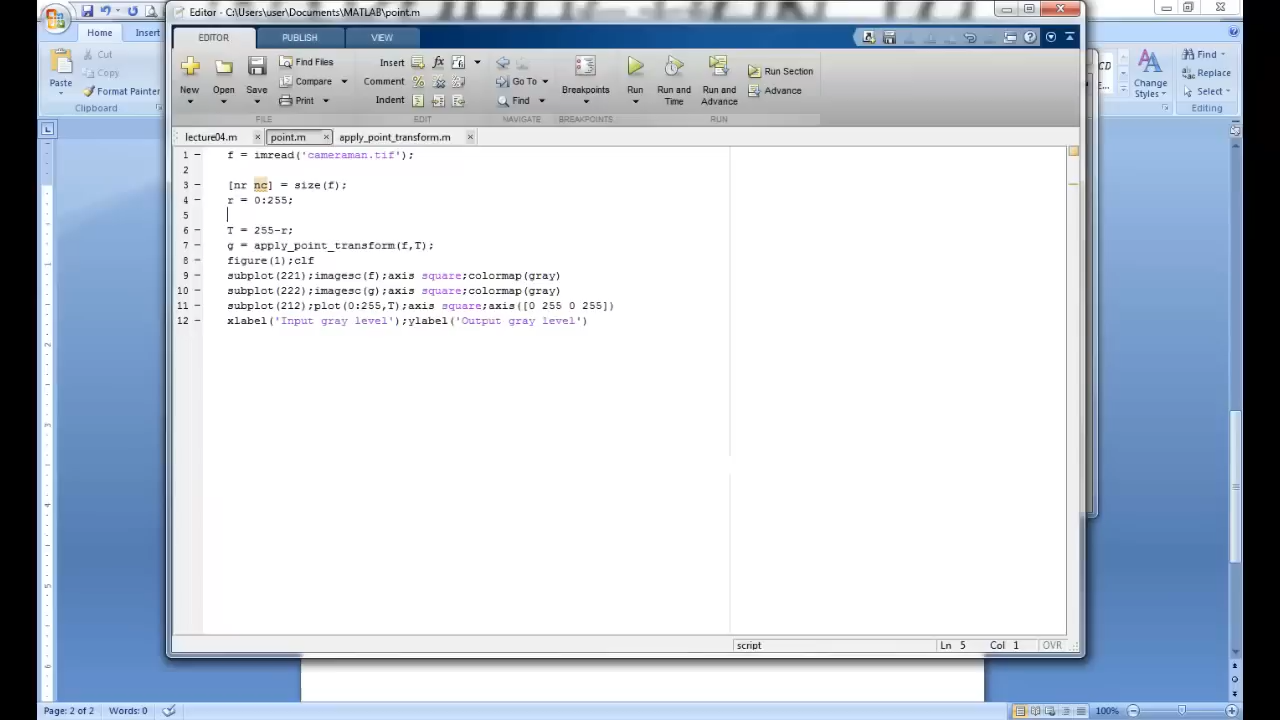 Editor - C:\Users\user\Documents\MATLAB\point.m
Home Insert
EDITOR PUBLISH VIEW
Cut
Copy
Format Painter
Paste
Clipboard
New Open Save
Find Files
Compare
Print
FILE
Insert
Comment
Indent
EDIT
Go To
Find
NAVIGATE
Breakpoints
BREAKPOINTS
Run
Run and Time
Run and Advance
Run Section
Advance
RUN
Change Styles
Find
Replace
Select
Editing
lecture04.m point.m apply_point_transform.m
1 f = imread('cameraman.tif');
2
3 [nr nc] = size(f);
4 r = 0:255;
5
6 T = 255-r;
7 g = apply_point_transform(f,T);
8 figure(1);clf
9 subplot(221);imagesc(f);axis square;colormap(gray)
10 subplot(222);imagesc(g);axis square;colormap(gray)
11 subplot(212);plot(0:255,T);axis square;axis([0 255 0 255])
12 xlabel('Input gray level');ylabel('Output gray level')
script Ln 5 Col 1 OVR
Page: 2 of 2 Words: 0 100%